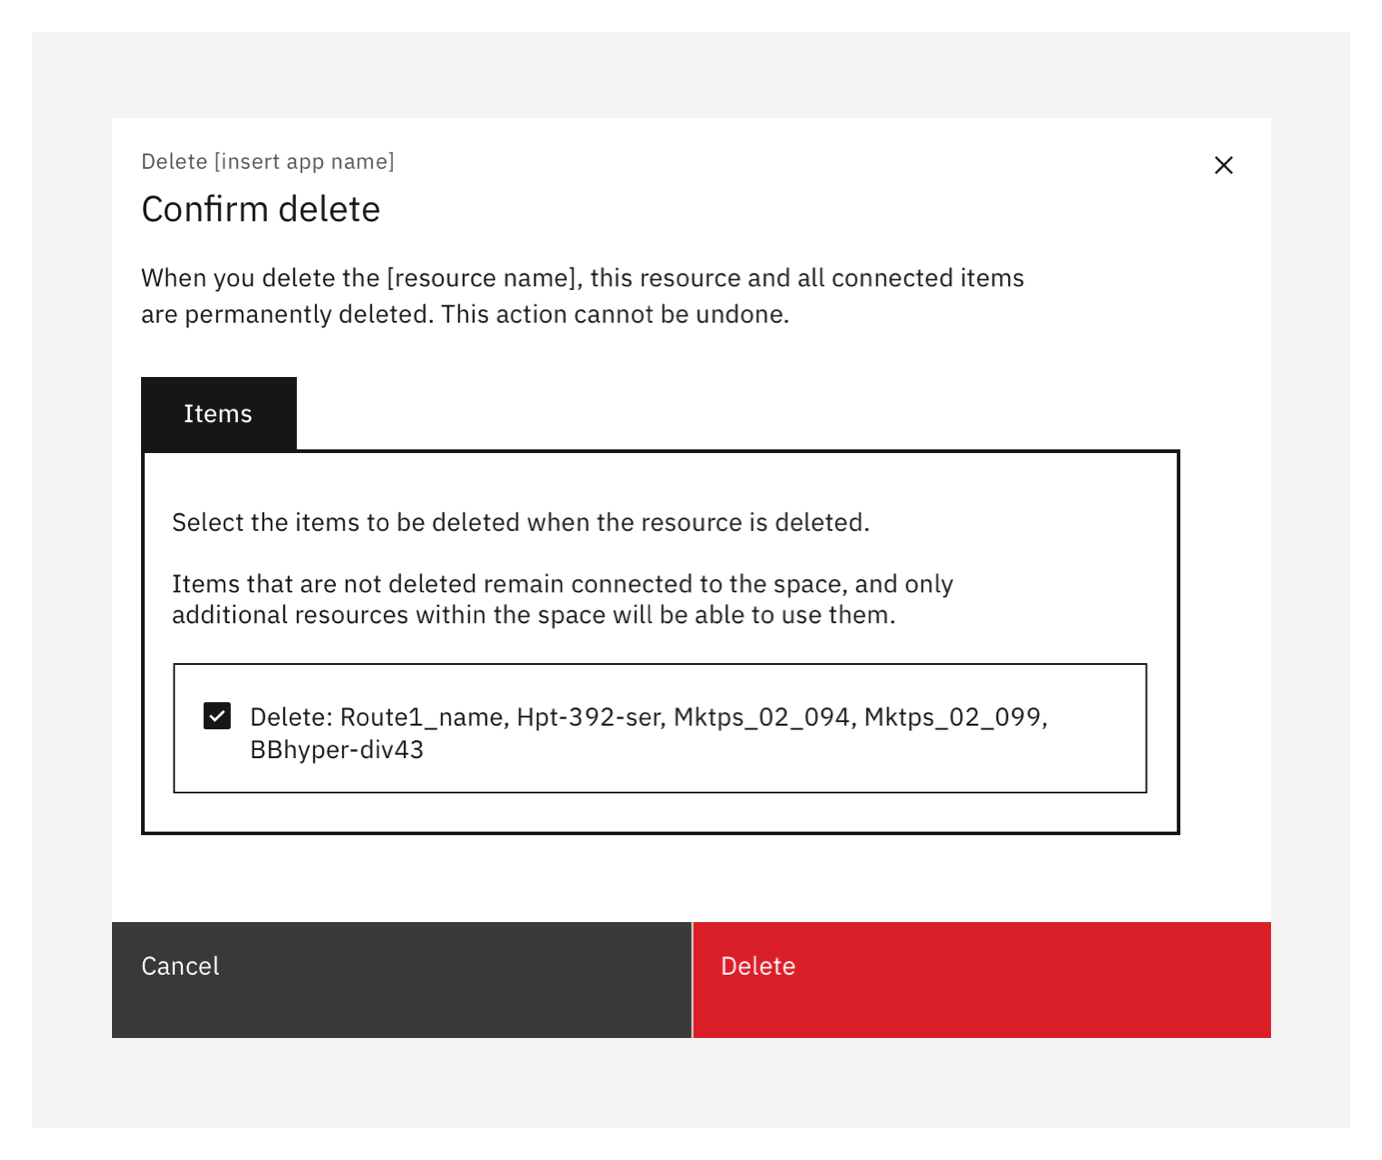 Delete [insert app name]
Confirm delete
When you delete the [resource name], this resource and all connected items
are permanently deleted. This action cannot be undone.
Items
Select the items to be deleted when the resource is deleted.
Items that are not deleted remain connected to the space, and only
additional resources within the space will be able to use them.
Delete: Route1_name, Hpt-392-ser, Mktps_02_094, Mktps_02_099,
BBhyper-div43
Cancel
Delete